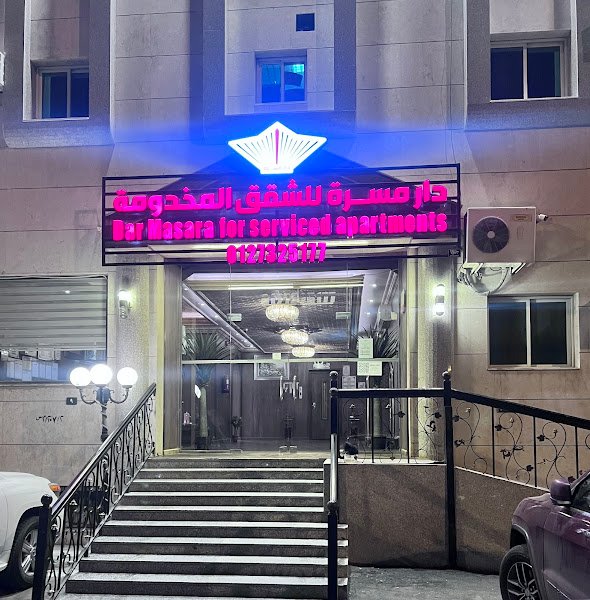 دار مسرة للشقق المخدومة
Dar Masara for serviced apartments
0127325177